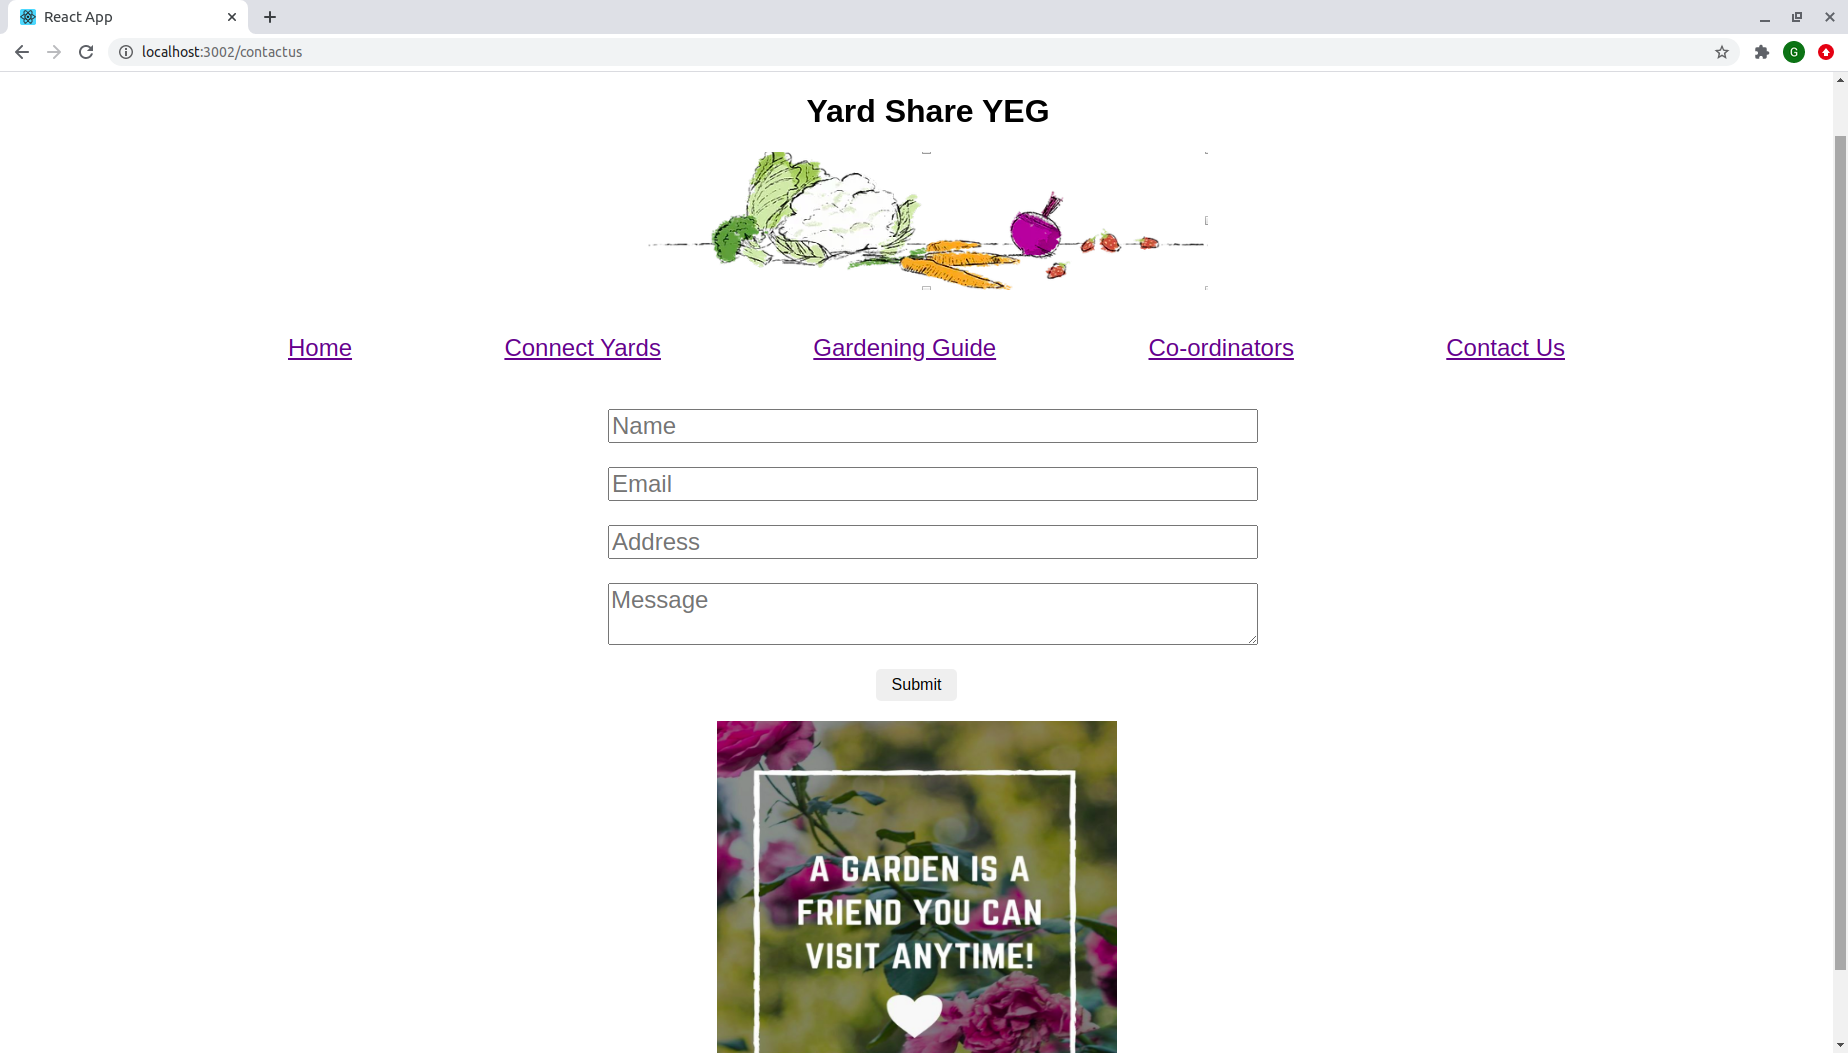 React App
localhost:3002/contactus
G
Yard Share YEG
Home
Connect Yards
Gardening Guide
Co-ordinators
Contact Us
Name
Email
Address
Message
Submit
A GARDEN IS A
FRIEND YOU CAN
VISIT ANYTIME!